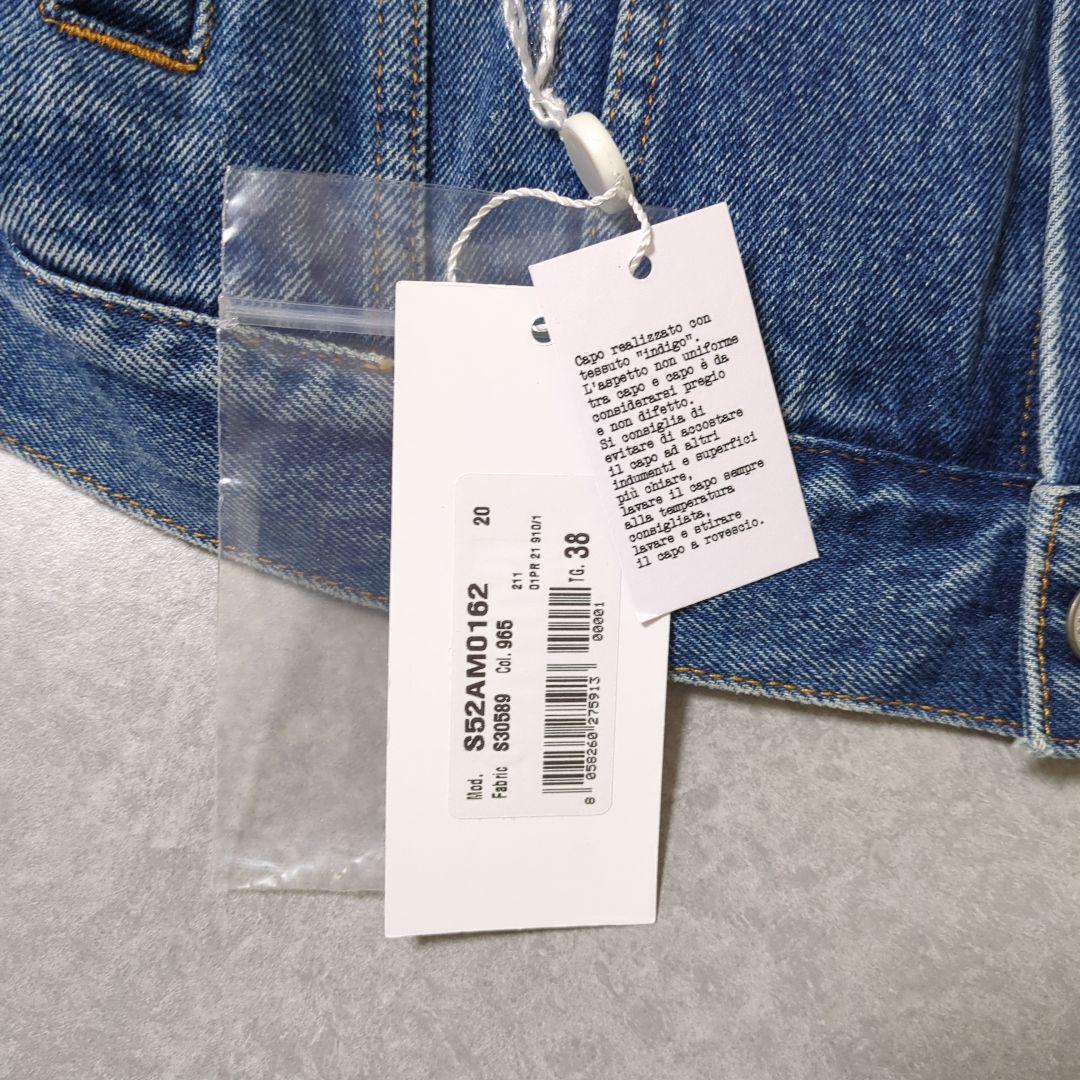 Capo realizzato con
tessuto "indigo".
L'aspetto non uniforme
tra capo e capo è da
considerarsi pregio
e non difetto.
Si consiglia di
evitare di accostare
il capo ad altri
indumenti e superfici
più chiare,
lavare il capo sempre
alla temperatura
consigliata,
lavare e stirare
il capo a rovescio.
Mod. S52AM0162 20
Fabric S30589 Col. 965
211
01PR 21 910/1
TG. 38
00001
8 058260 275913